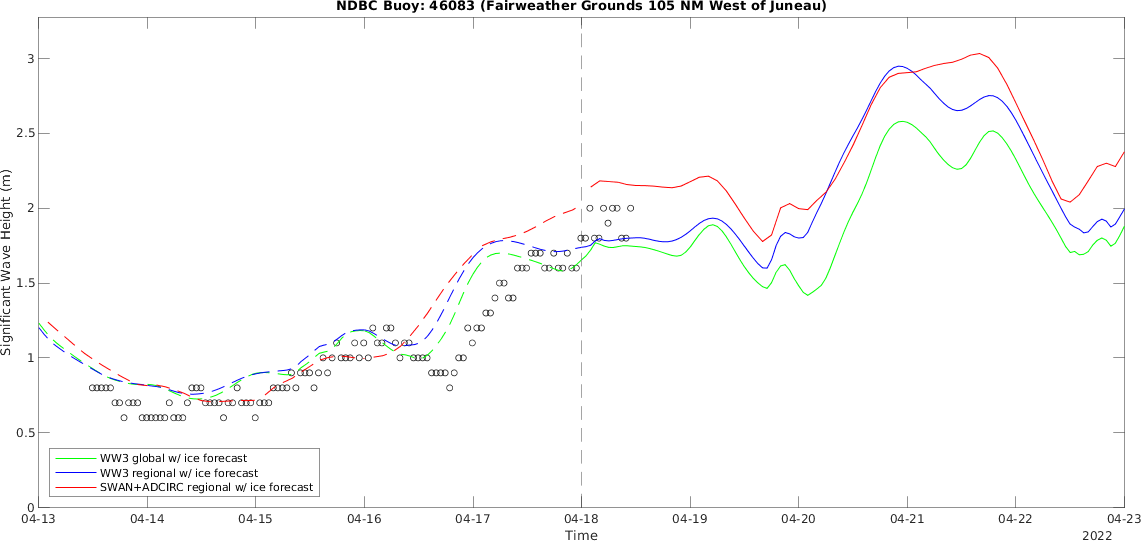 NDBC Buoy: 46083 (Fairweather Grounds 105 NM West of Juneau)
Significant Wave Height (m)
3
2.5
2
1.5
1
0.5
0
WW3 global w/ ice forecast
WW3 regional w/ ice forecast
SWAN+ADCIRC regional w/ ice forecast
04-13 04-14 04-15 04-16 04-17 04-18 04-19 04-20 04-21 04-22 04-23
Time
2022